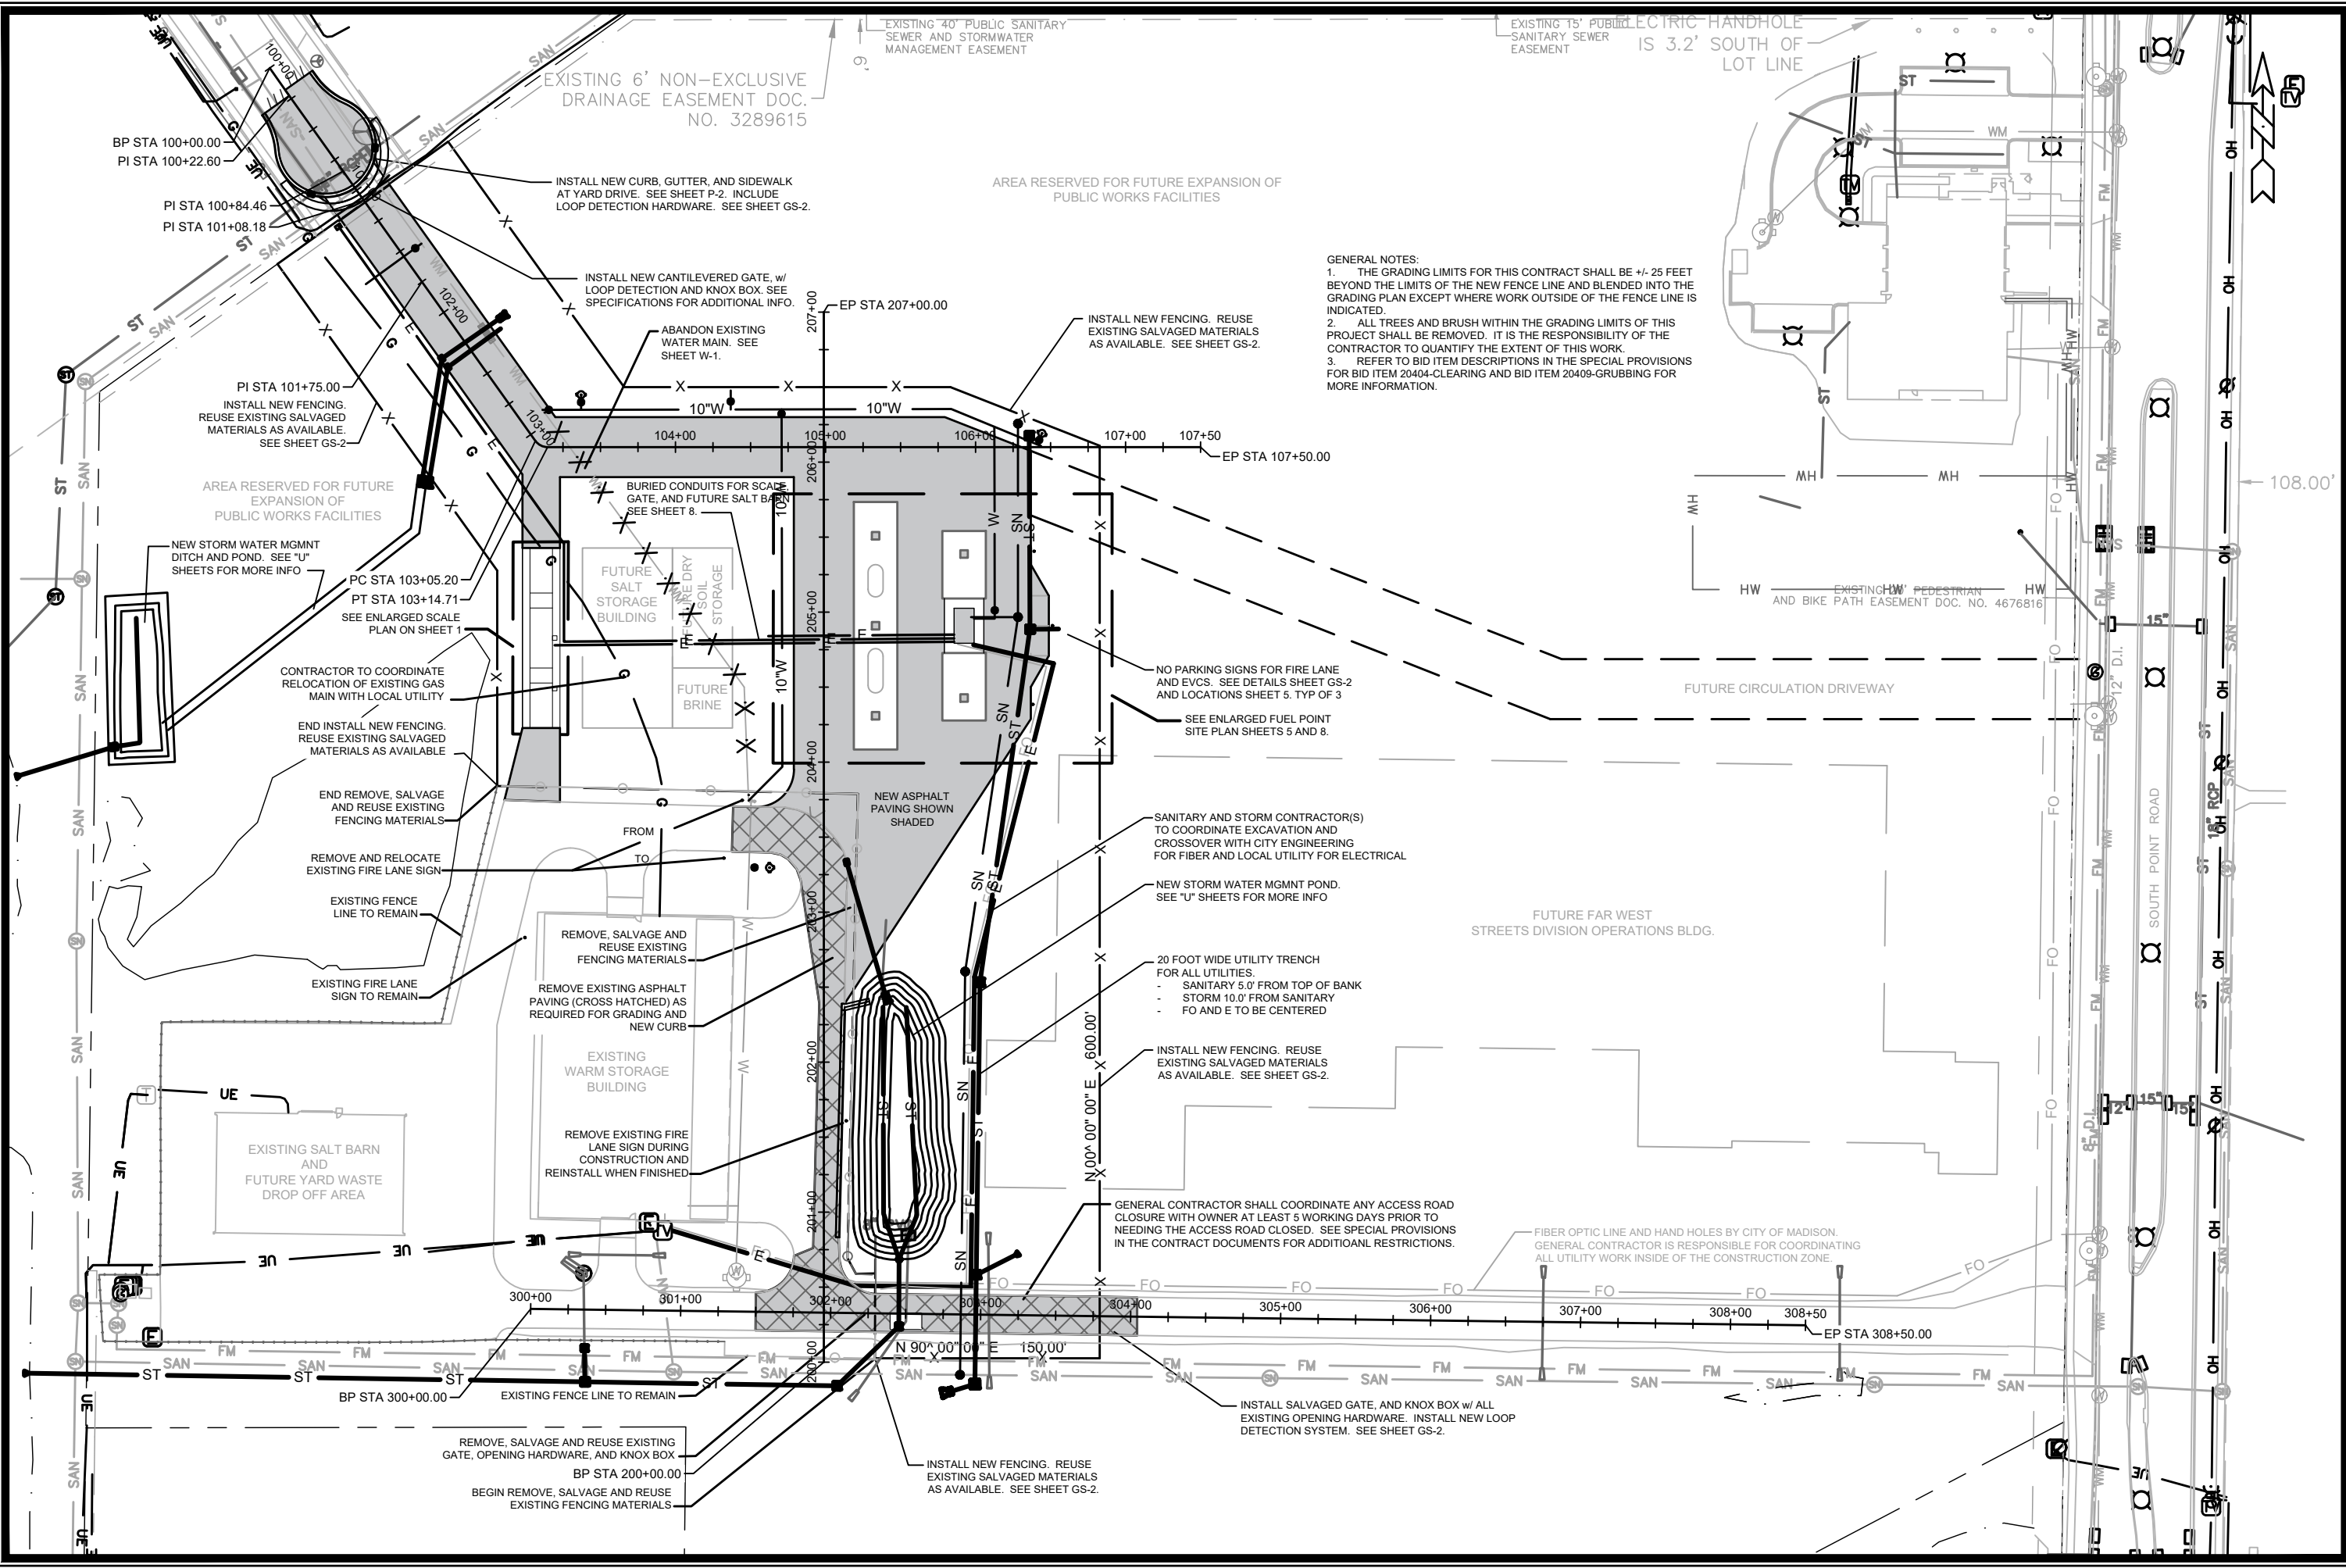 EXISTING 40' PUBLIC SANITARY
SEWER AND STORMWATER
MANAGEMENT EASEMENT
6'
EXISTING 6' NON-EXCLUSIVE
DRAINAGE EASEMENT DOC.
NO. 3289615
EXISTING 15' PUBLIC
SANITARY SEWER
EASEMENT
ELECTRIC HANDHOLE
IS 3.2' SOUTH OF
LOT LINE
BP STA 100+00.00
PI STA 100+22.60
PI STA 100+84.46
PI STA 101+08.18
100+00
102+00
103+00
INSTALL NEW CURB, GUTTER, AND SIDEWALK
AT YARD DRIVE. SEE SHEET P-2. INCLUDE
LOOP DETECTION HARDWARE. SEE SHEET GS-2.
AREA RESERVED FOR FUTURE EXPANSION OF
PUBLIC WORKS FACILITIES
INSTALL NEW CANTILEVERED GATE, w/
LOOP DETECTION AND KNOX BOX. SEE
SPECIFICATIONS FOR ADDITIONAL INFO.
ABANDON EXISTING
WATER MAIN. SEE
SHEET W-1.
207+00
EP STA 207+00.00
INSTALL NEW FENCING. REUSE
EXISTING SALVAGED MATERIALS
AS AVAILABLE. SEE SHEET GS-2.
GENERAL NOTES:
1. THE GRADING LIMITS FOR THIS CONTRACT SHALL BE +/- 25 FEET
BEYOND THE LIMITS OF THE NEW FENCE LINE AND BLENDED INTO THE
GRADING PLAN EXCEPT WHERE WORK OUTSIDE OF THE FENCE LINE IS
INDICATED.
2. ALL TREES AND BRUSH WITHIN THE GRADING LIMITS OF THIS
PROJECT SHALL BE REMOVED. IT IS THE RESPONSIBILITY OF THE
CONTRACTOR TO QUANTIFY THE EXTENT OF THIS WORK.
3. REFER TO BID ITEM DESCRIPTIONS IN THE SPECIAL PROVISIONS
FOR BID ITEM 20404-CLEARING AND BID ITEM 20409-GRUBBING FOR
MORE INFORMATION.
PI STA 101+75.00
INSTALL NEW FENCING.
REUSE EXISTING SALVAGED
MATERIALS AS AVAILABLE.
SEE SHEET GS-2
10"W
10"W
104+00
105+00
106+00
107+00
107+50
EP STA 107+50.00
206+00
AREA RESERVED FOR FUTURE
EXPANSION OF
PUBLIC WORKS FACILITIES
BURIED CONDUITS FOR SCALE,
GATE, AND FUTURE SALT
SEE SHEET 8.
10"W
108.00'
NEW STORM WATER MGMNT
DITCH AND POND. SEE "U"
SHEETS FOR MORE INFO
PC STA 103+05.20
PT STA 103+14.71
SEE ENLARGED SCALE
PLAN ON SHEET 1
FUTURE
SALT
STORAGE
BUILDING
FUTURE DRY
SOIL
STORAGE
FUTURE
BRINE
205+00
10"W
EXISTING 20' PEDESTRIAN
AND BIKE PATH EASEMENT DOC. NO. 4676816
15"
12" D.I.
CONTRACTOR TO COORDINATE
RELOCATION OF EXISTING GAS
MAIN WITH LOCAL UTILITY
NO PARKING SIGNS FOR FIRE LANE
AND EVCS. SEE DETAILS SHEET GS-2
AND LOCATIONS SHEET 5. TYP OF 3
FUTURE CIRCULATION DRIVEWAY
END INSTALL NEW FENCING.
REUSE EXISTING SALVAGED
MATERIALS AS AVAILABLE
SEE ENLARGED FUEL POINT
SITE PLAN SHEETS 5 AND 8.
204+00
END REMOVE, SALVAGE
AND REUSE EXISTING
FENCING MATERIALS
NEW ASPHALT
PAVING SHOWN
SHADED
FROM
TO
SANITARY AND STORM CONTRACTOR(S)
TO COORDINATE EXCAVATION AND
CROSSOVER WITH CITY ENGINEERING
FOR FIBER AND LOCAL UTILITY FOR ELECTRICAL
REMOVE AND RELOCATE
EXISTING FIRE LANE SIGN
NEW STORM WATER MGMNT POND.
SEE "U" SHEETS FOR MORE INFO
SOUTH POINT ROAD
18" RCP
EXISTING FENCE
LINE TO REMAIN
203+00
REMOVE, SALVAGE AND
REUSE EXISTING
FENCING MATERIALS
FUTURE FAR WEST
STREETS DIVISION OPERATIONS BLDG.
EXISTING FIRE LANE
SIGN TO REMAIN
REMOVE EXISTING ASPHALT
PAVING (CROSS HATCHED) AS
REQUIRED FOR GRADING AND
NEW CURB
20 FOOT WIDE UTILITY TRENCH
FOR ALL UTILITIES.
- SANITARY 5.0' FROM TOP OF BANK
- STORM 10.0' FROM SANITARY
- FO AND E TO BE CENTERED
EXISTING
WARM STORAGE
BUILDING
202+00
N 00^ 00" 00" E 600.00'
INSTALL NEW FENCING. REUSE
EXISTING SALVAGED MATERIALS
AS AVAILABLE. SEE SHEET GS-2.
UE
12"
15"
15"
8" D.I.
EXISTING SALT BARN
AND
FUTURE YARD WASTE
DROP OFF AREA
REMOVE EXISTING FIRE
LANE SIGN DURING
CONSTRUCTION AND
REINSTALL WHEN FINISHED
201+00
GENERAL CONTRACTOR SHALL COORDINATE ANY ACCESS ROAD
CLOSURE WITH OWNER AT LEAST 5 WORKING DAYS PRIOR TO
NEEDING THE ACCESS ROAD CLOSED. SEE SPECIAL PROVISIONS
IN THE CONTRACT DOCUMENTS FOR ADDITIOANL RESTRICTIONS.
FIBER OPTIC LINE AND HAND HOLES BY CITY OF MADISON.
GENERAL CONTRACTOR IS RESPONSIBLE FOR COORDINATING
ALL UTILITY WORK INSIDE OF THE CONSTRUCTION ZONE.
300+00
301+00
302+00
303+00
304+00
305+00
306+00
307+00
308+00
308+50
EP STA 308+50.00
N 90^ 00" 00" E 150.00'
200+00
BP STA 300+00.00
EXISTING FENCE LINE TO REMAIN
INSTALL SALVAGED GATE, AND KNOX BOX w/ ALL
EXISTING OPENING HARDWARE. INSTALL NEW LOOP
DETECTION SYSTEM. SEE SHEET GS-2.
REMOVE, SALVAGE AND REUSE EXISTING
GATE, OPENING HARDWARE, AND KNOX BOX
BP STA 200+00.00
BEGIN REMOVE, SALVAGE AND REUSE
EXISTING FENCING MATERIALS
INSTALL NEW FENCING. REUSE
EXISTING SALVAGED MATERIALS
AS AVAILABLE. SEE SHEET GS-2.